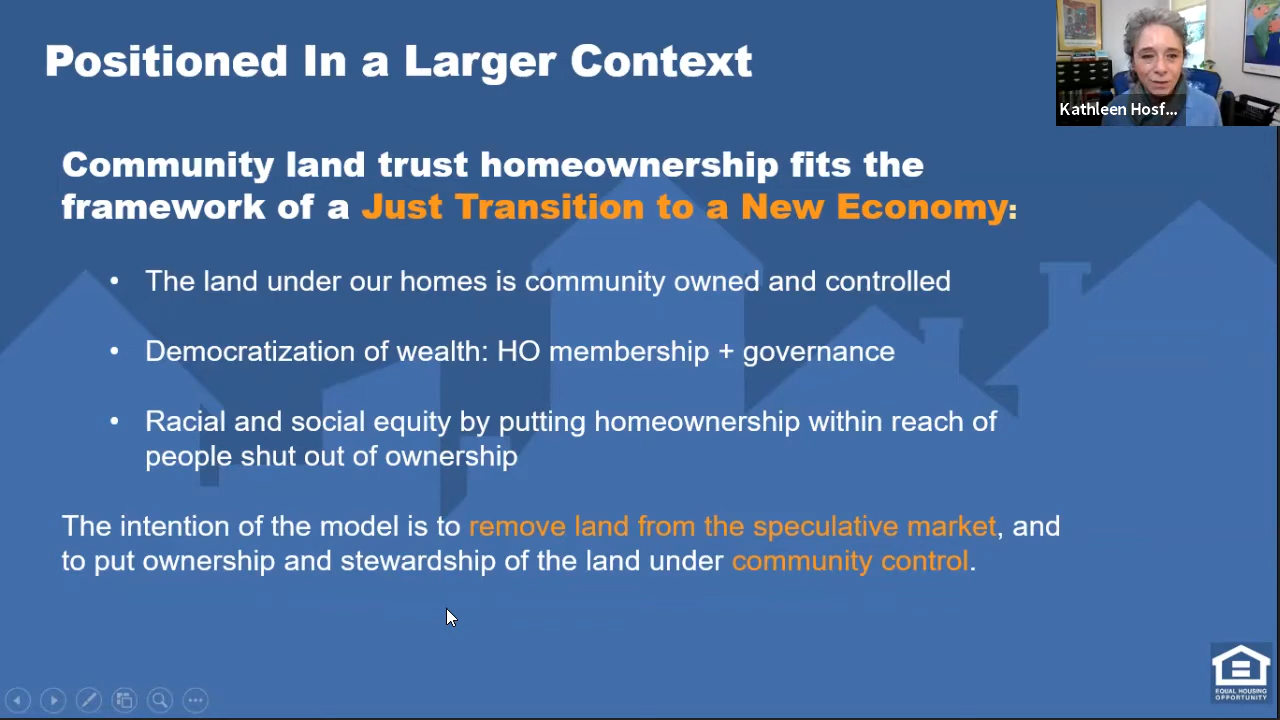 Positioned In a Larger Context
Kathleen Hosf...
Community land trust homeownership fits the
framework of a Just Transition to a New Economy:
• The land under our homes is community owned and controlled
• Democratization of wealth: HO membership + governance
• Racial and social equity by putting homeownership within reach of
people shut out of ownership
The intention of the model is to remove land from the speculative market, and
to put ownership and stewardship of the land under community control.
EQUAL HOUSING
OPPORTUNITY